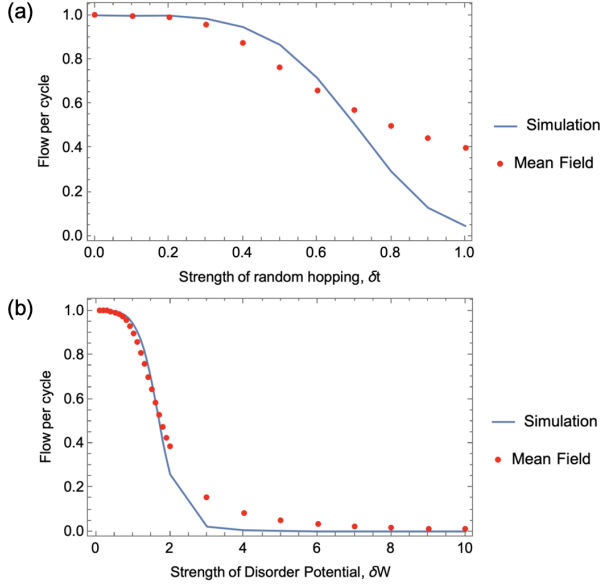 (a)
1.0
0.8
0.6
0.4
0.2
0.0
Flow per cycle
0.0 0.2 0.4 0.6 0.8 1.0
Strength of random hopping, δt
Simulation
Mean Field
(b)
1.0
0.8
0.6
0.4
0.2
0.0
Flow per cycle
0 2 4 6 8 10
Strength of Disorder Potential, δW
Simulation
Mean Field